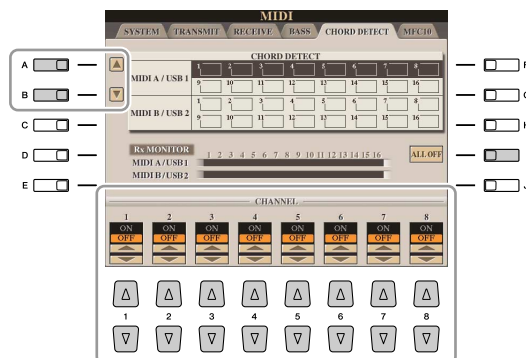 MIDI
SYSTEM TRANSMIT RECEIVE BASS CHORD DETECT MFC10
CHORD DETECT
MIDI A / USB 1
1 2 3 4 5 6 7 8
9 10 11 12 13 14 15 16
MIDI B / USB 2
1 2 3 4 5 6 7 8
9 10 11 12 13 14 15 16
Rx MONITOR 1 2 3 4 5 6 7 8 9 10 11 12 13 14 15 16
MIDI A / USB 1
MIDI B / USB 2
ALL OFF
A
B
C
D
E
CHANNEL
1 2 3 4 5 6 7 8
ON ON ON ON ON ON ON ON
OFF OFF OFF OFF OFF OFF OFF OFF
1 2 3 4 5 6 7 8